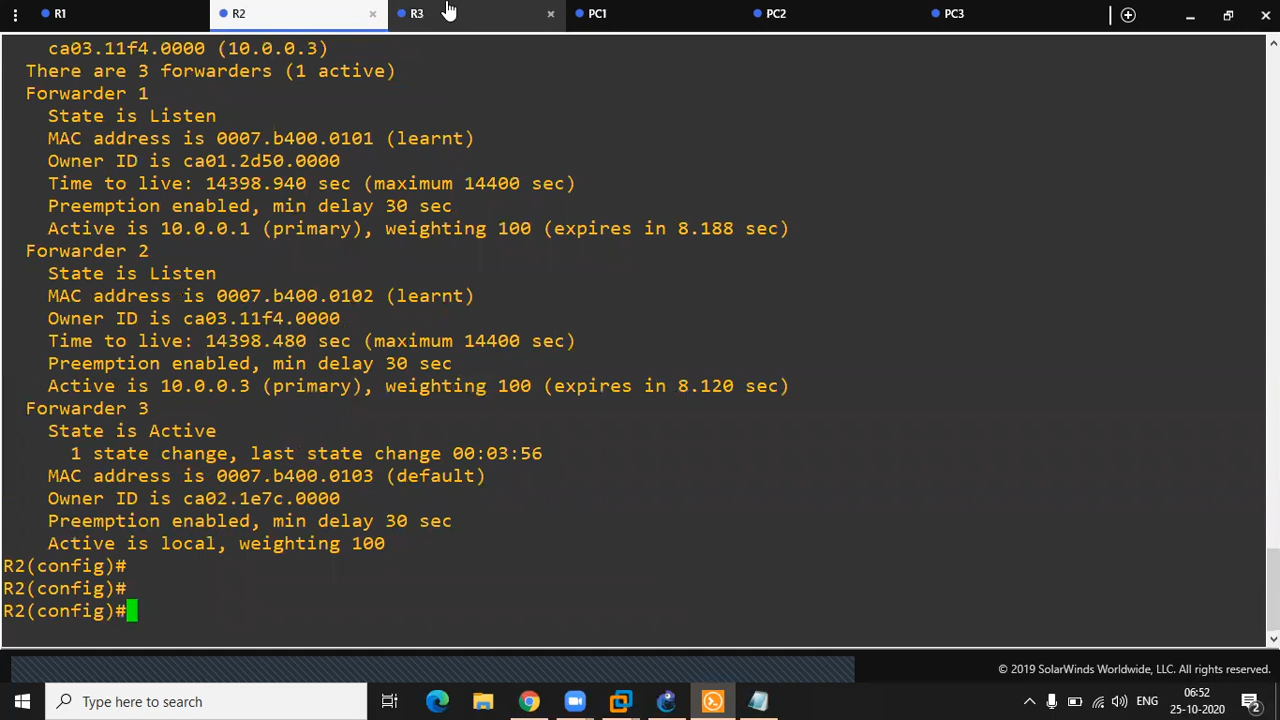 R1
R2
R3
PC1
PC2
PC3
ca03.11f4.0000 (10.0.0.3)
There are 3 forwarders (1 active)
Forwarder 1
State is Listen
MAC address is 0007.b400.0101 (learnt)
Owner ID is ca01.2d50.0000
Time to live: 14398.940 sec (maximum 14400 sec)
Preemption enabled, min delay 30 sec
Active is 10.0.0.1 (primary), weighting 100 (expires in 8.188 sec)
Forwarder 2
State is Listen
MAC address is 0007.b400.0102 (learnt)
Owner ID is ca03.11f4.0000
Time to live: 14398.480 sec (maximum 14400 sec)
Preemption enabled, min delay 30 sec
Active is 10.0.0.3 (primary), weighting 100 (expires in 8.120 sec)
Forwarder 3
State is Active
1 state change, last state change 00:03:56
MAC address is 0007.b400.0103 (default)
Owner ID is ca02.1e7c.0000
Preemption enabled, min delay 30 sec
Active is local, weighting 100
R2(config)#
R2(config)#
R2(config)#
© 2019 SolarWinds Worldwide, LLC. All rights reserved.
Type here to search
ENG
06:52
25-10-2020
2